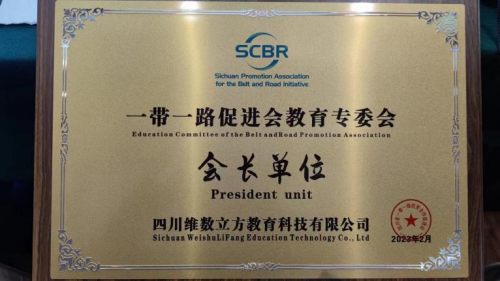 SCBR
Sichuan Promotion Association
for the Belt and Road Initiative
一带一路促进会教育专委会
Education Committee of the Belt andRoad Promotion Association
会长单位
President unit
四川维数立方教育科技有限公司
Sichuan WeishuLiFang Education Technology Co., Ltd
2023年2月